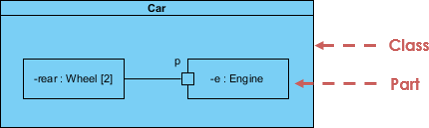 Car
Class
p
-rear : Wheel [2]
-e : Engine
Part